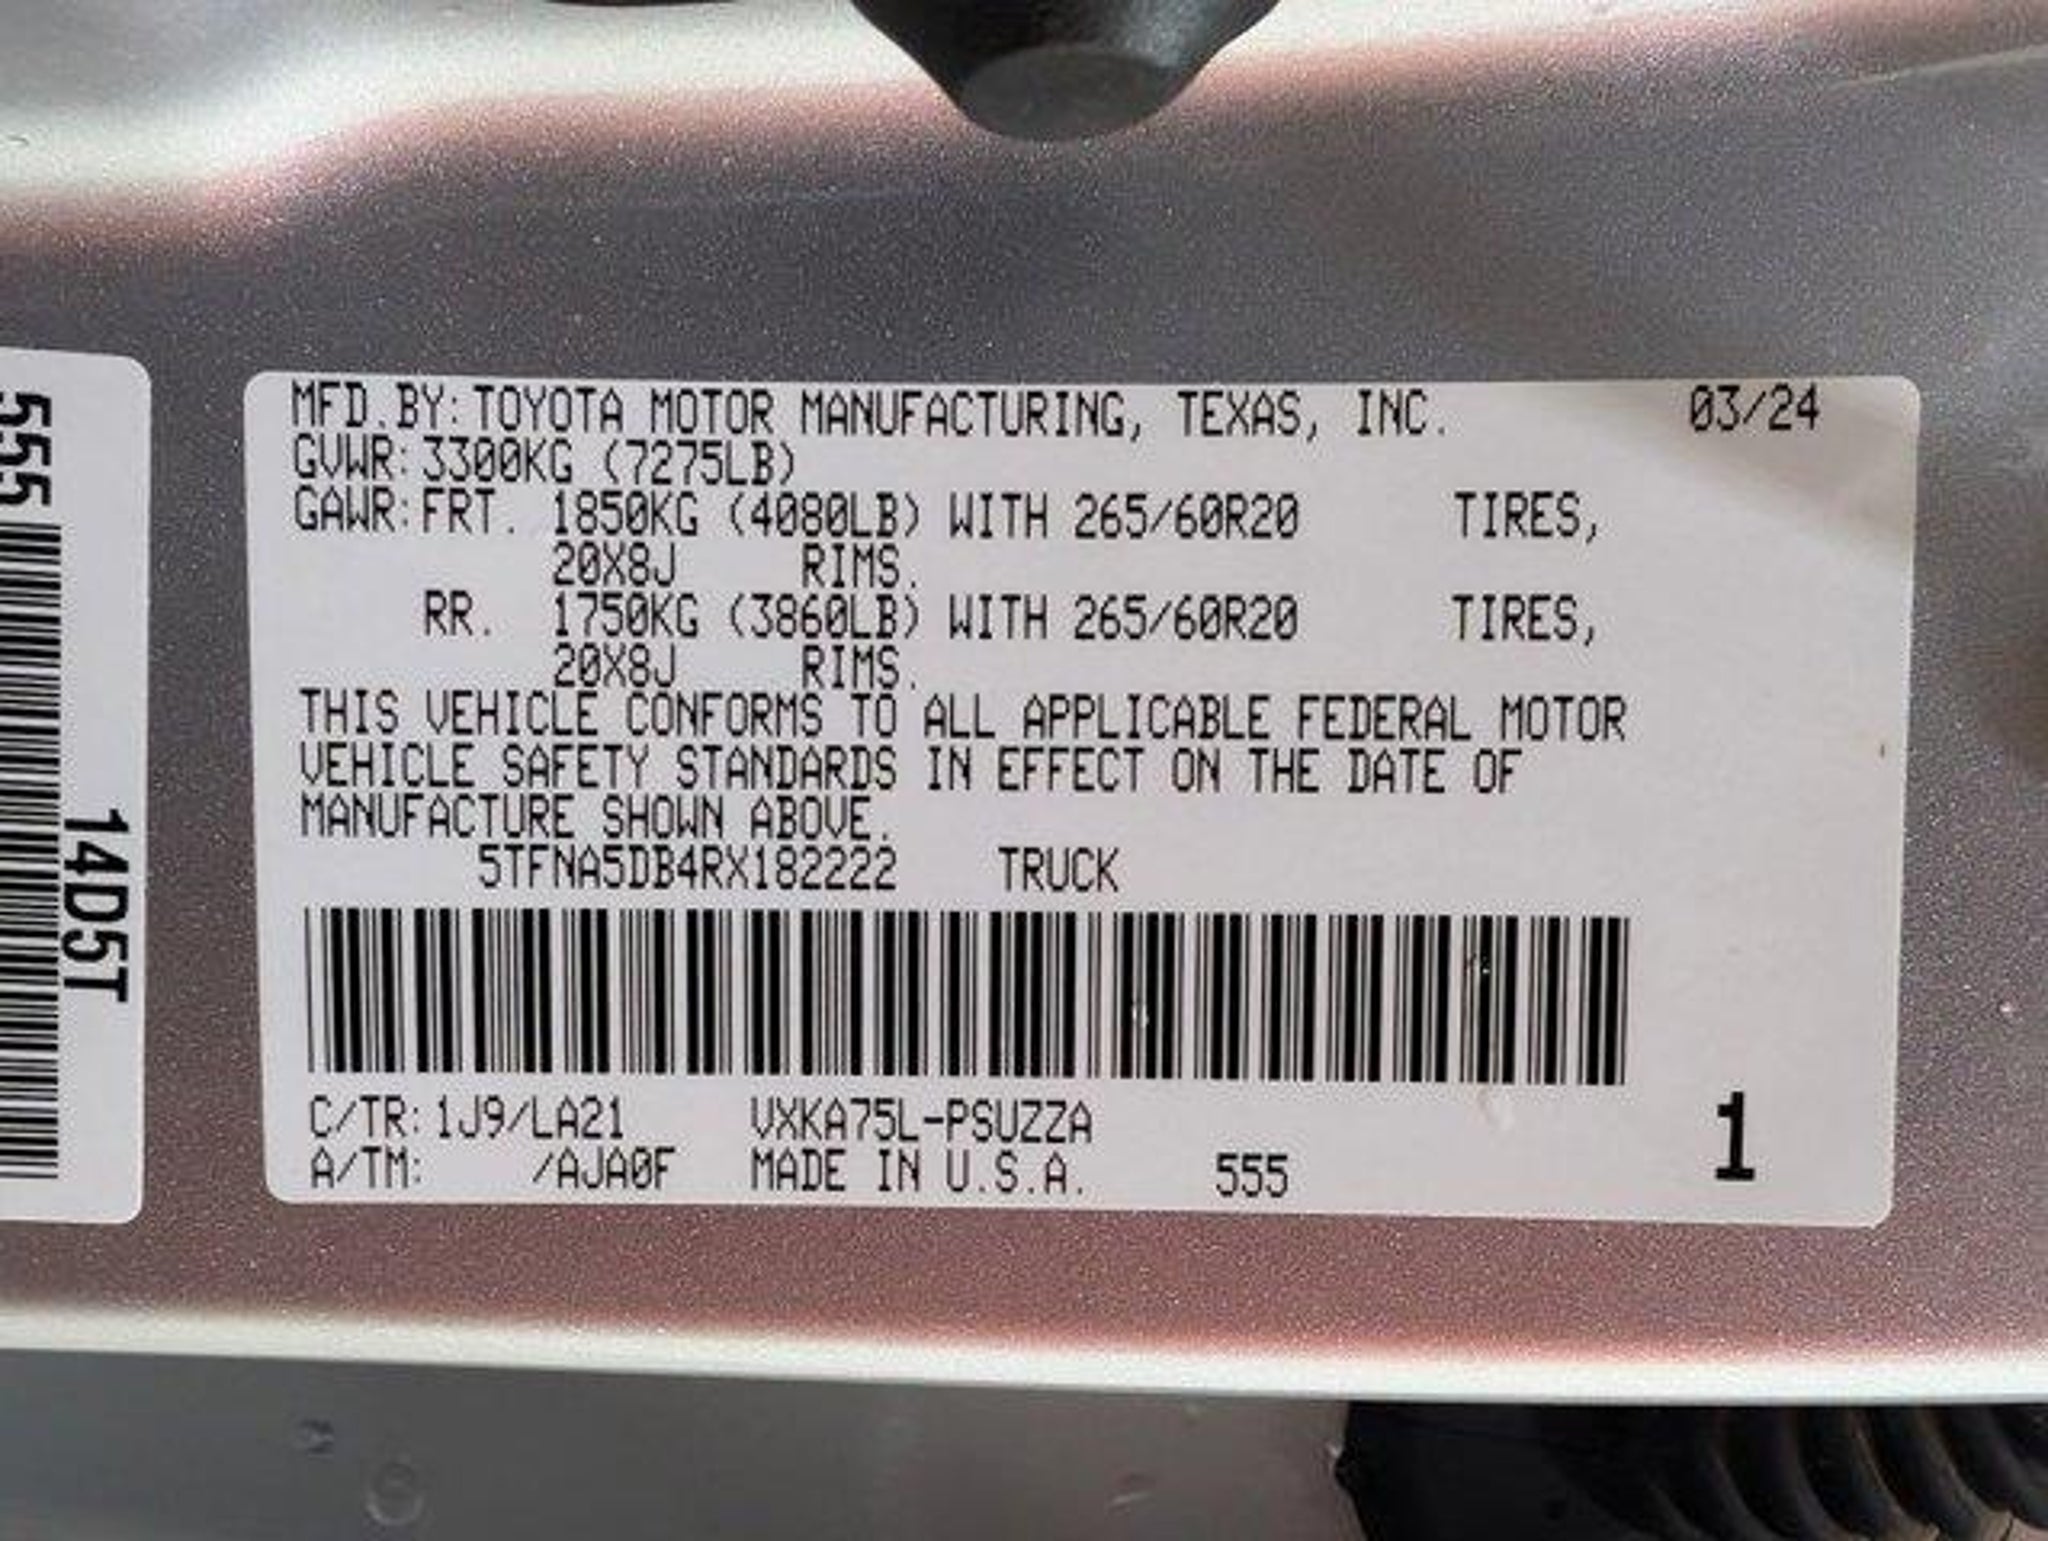 MFD.BY:TOYOTA MOTOR MANUFACTURING, TEXAS, INC. 03/24
GVWR:3300KG (7275LB)
GAWR:FRT. 1850KG (4080LB) WITH 265/60R20 TIRES,
20X8J RIMS.
RR. 1750KG (3860LB) WITH 265/60R20 TIRES,
20X8J RIMS.
THIS VEHICLE CONFORMS TO ALL APPLICABLE FEDERAL MOTOR
VEHICLE SAFETY STANDARDS IN EFFECT ON THE DATE OF
MANUFACTURE SHOWN ABOVE.
5TFNA5DB4RX182222 TRUCK
C/TR:1J9/LA21 VXKA75L-PSUZZA
A/TM: /AJA0F MADE IN U.S.A. 555
1
555
14D5T